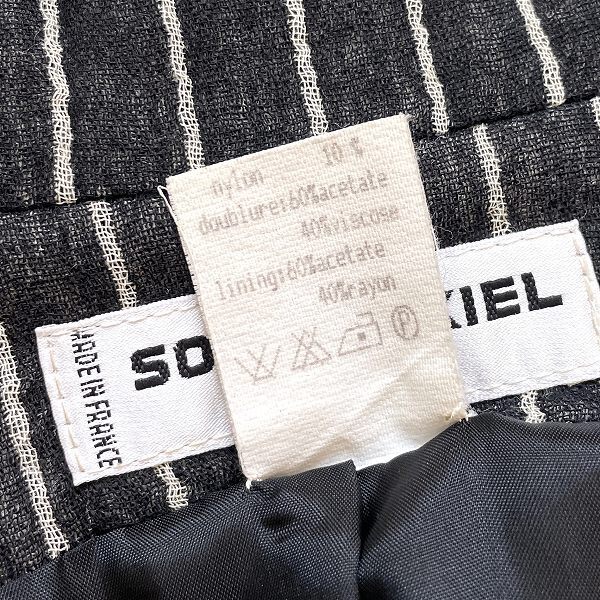 nylon 10 %
doublure:60%acetate
40%viscose
lining:60%acetate
40%rayon
P
SO KIEL
MADE IN FRANCE